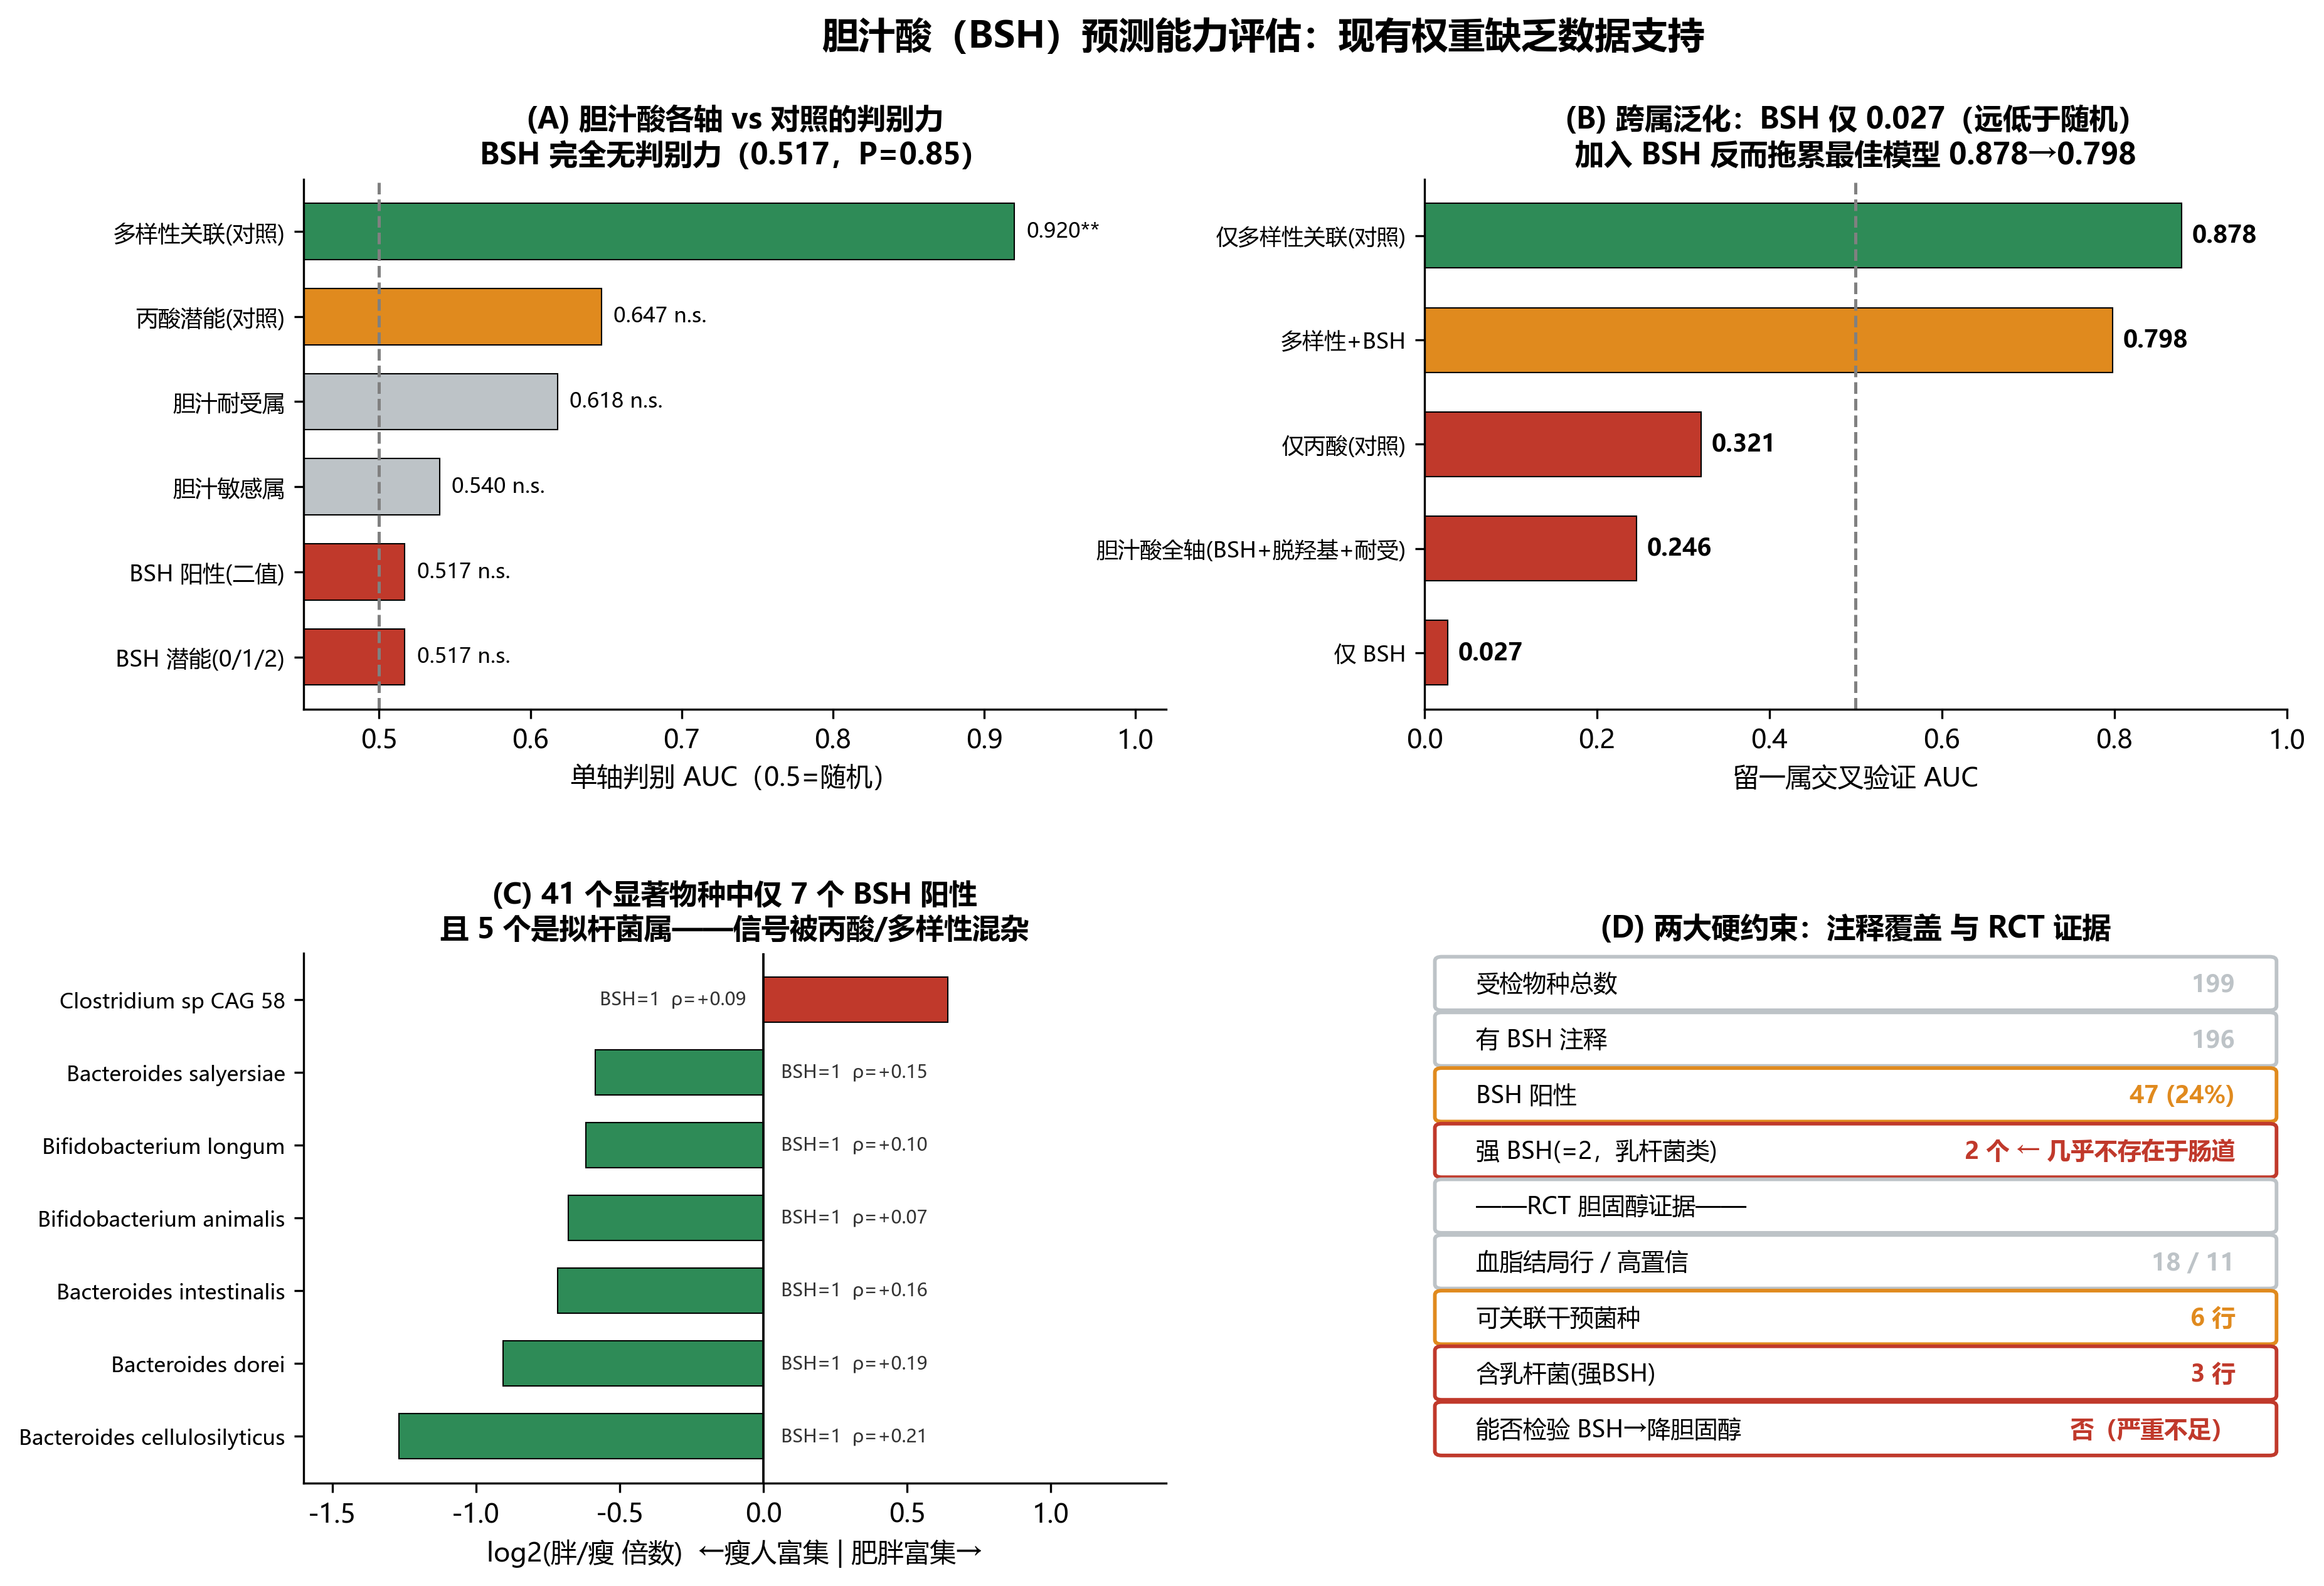 胆汁酸（BSH）预测能力评估：现有权重缺乏数据支持
(A) 胆汁酸各轴 vs 对照的判别力
BSH 完全无判别力（0.517，P=0.85）
多样性关联(对照)
0.920**
丙酸潜能(对照)
0.647 n.s.
胆汁耐受属
0.618 n.s.
胆汁敏感属
0.540 n.s.
BSH 阳性(二值)
0.517 n.s.
BSH 潜能(0/1/2)
0.517 n.s.
0.5 0.6 0.7 0.8 0.9 1.0
单轴判别 AUC（0.5=随机）
(B) 跨属泛化：BSH 仅 0.027（远低于随机）
加入 BSH 反而拖累最佳模型 0.878→0.798
仅多样性关联(对照)
0.878
多样性+BSH
0.798
仅丙酸(对照)
0.321
胆汁酸全轴(BSH+脱羟基+耐受)
0.246
仅 BSH
0.027
0.0 0.2 0.4 0.6 0.8 1.0
留一属交叉验证 AUC
(C) 41 个显著物种中仅 7 个 BSH 阳性
且 5 个是拟杆菌属——信号被丙酸/多样性混杂
Clostridium sp CAG 58
BSH=1 ρ=+0.09
Bacteroides salyersiae
BSH=1 ρ=+0.15
Bifidobacterium longum
BSH=1 ρ=+0.10
Bifidobacterium animalis
BSH=1 ρ=+0.07
Bacteroides intestinalis
BSH=1 ρ=+0.16
Bacteroides dorei
BSH=1 ρ=+0.19
Bacteroides cellulosilyticus
BSH=1 ρ=+0.21
-1.5 -1.0 -0.5 0.0 0.5 1.0
log2(胖/瘦 倍数) ←瘦人富集 | 肥胖富集→
(D) 两大硬约束：注释覆盖 与 RCT 证据
受检物种总数 199
有 BSH 注释 196
BSH 阳性 47 (24%)
强 BSH(=2，乳杆菌类) 2 个 ← 几乎不存在于肠道
——RCT 胆固醇证据——
血脂结局行 / 高置信 18 / 11
可关联干预菌种 6 行
含乳杆菌(强BSH) 3 行
能否检验 BSH→降胆固醇 否（严重不足）